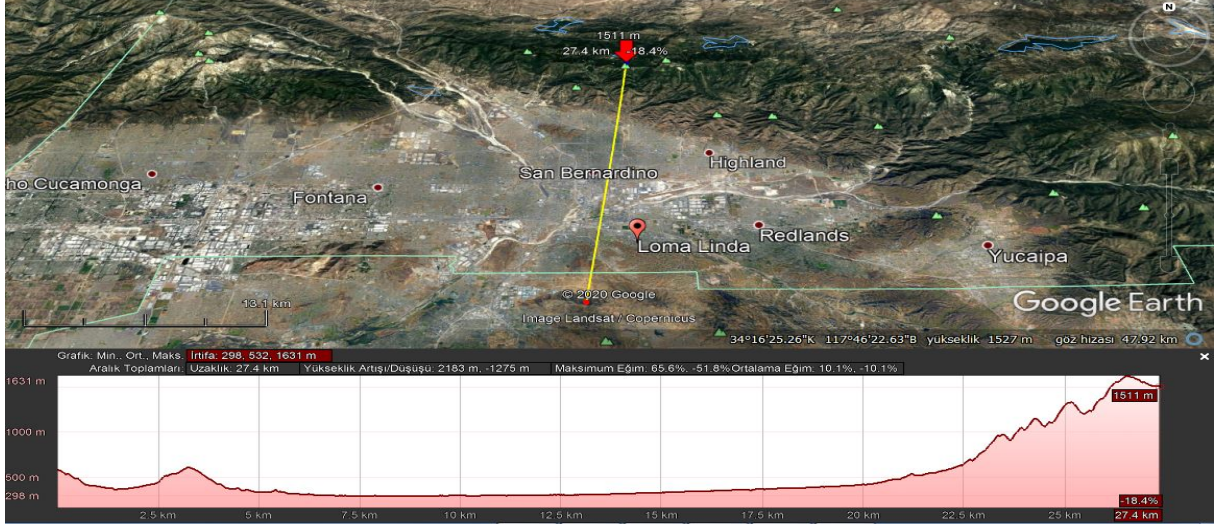 N
1511 m
27.4 km -18.4%
Highland
San Bernardino
ho Cucamonga
Fontana
Redlands
Loma Linda
Yucaipa
© 2020 Google
13.1 km
Google Earth
Image Landsat / Copernicus
34°16'25.26"K 117°46'22.63"B yükseklik 1527 m göz hizası 47.92 km
Grafik: Min., Ort., Maks. İrtifa: 298, 532, 1631 m
Aralık Toplamları: Uzaklık: 27.4 km Yükseklik Artışı/Düşüşü: 2183 m, -1275 m Maksimum Eğim: 65.6%, -51.8% Ortalama Eğim: 10.1%, -10.1%
1631 m
1511 m
1000 m
500 m
298 m
-18.4%
2.5 km 5 km 7.5 km 10 km 12.5 km 15 km 17.5 km 20 km 22.5 km 25 km 27.4 km